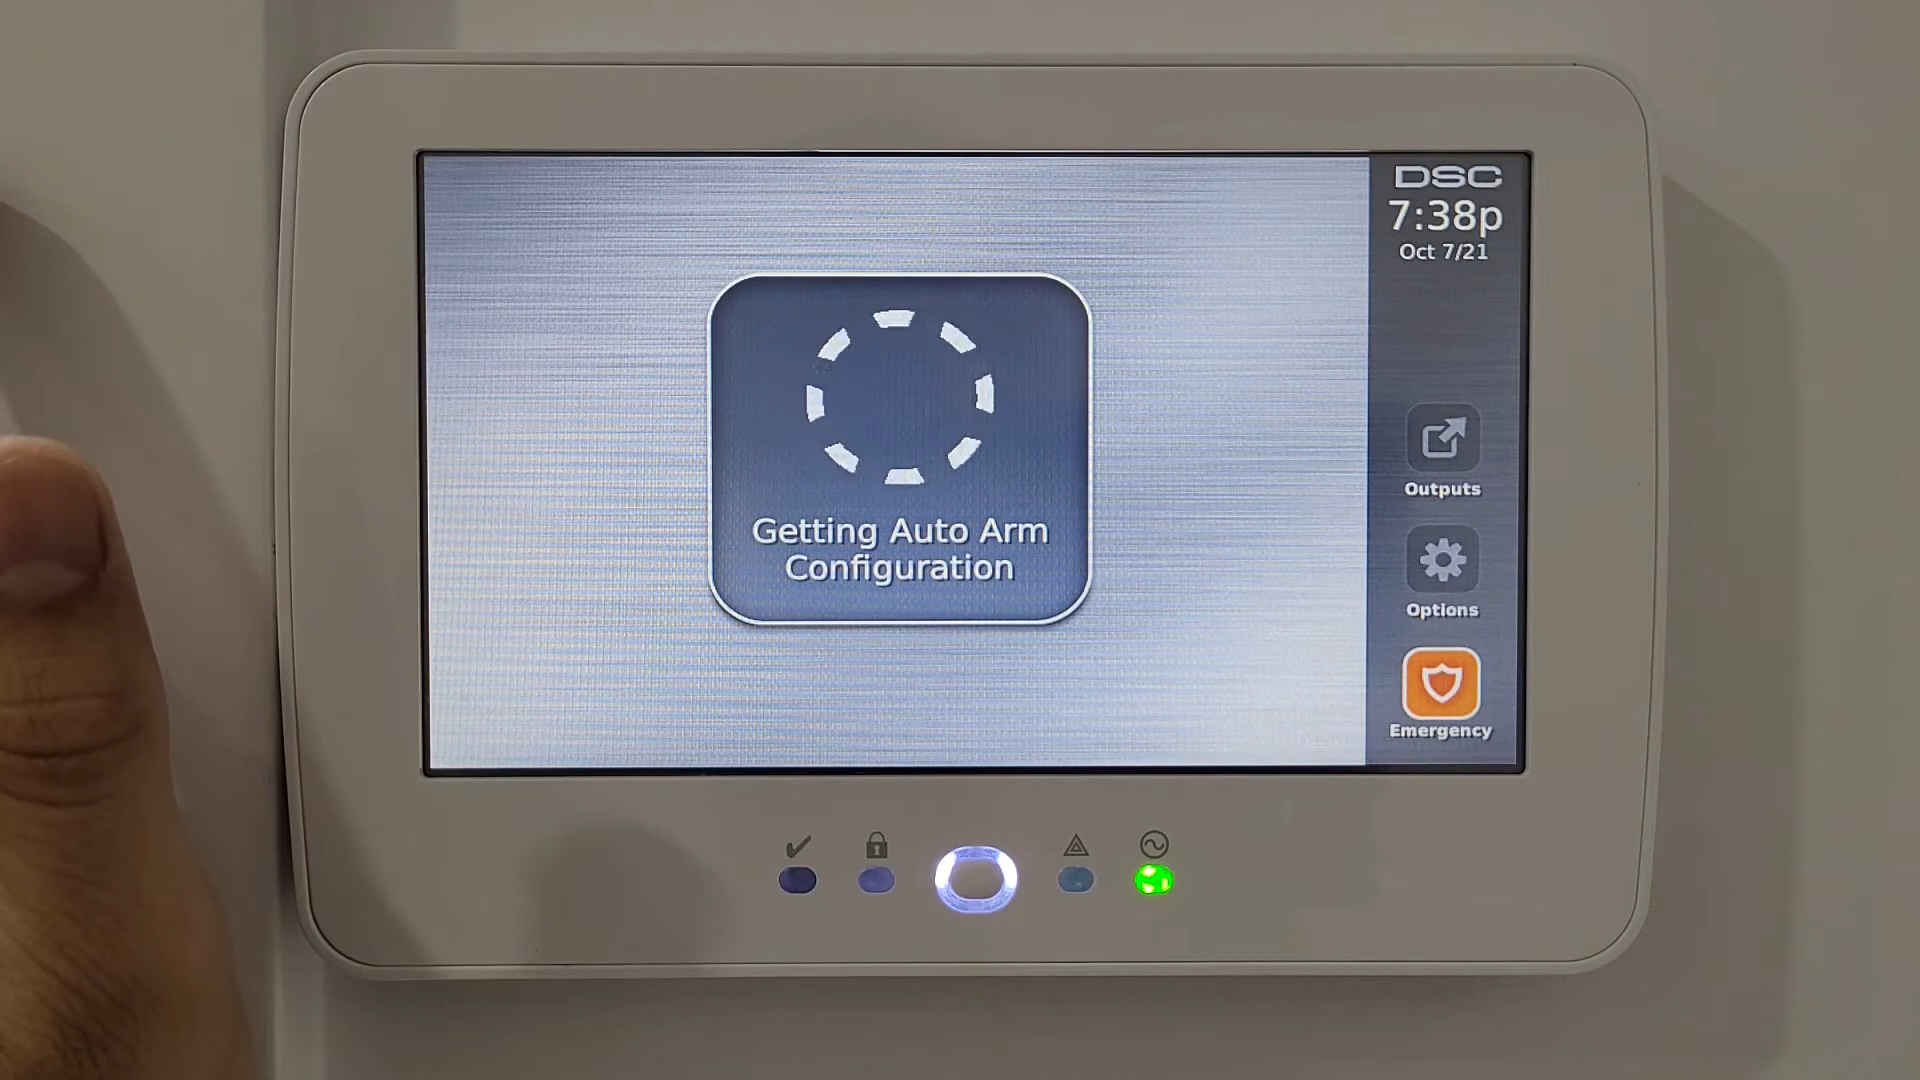 DSC
7:38p
Oct 7/21
Getting Auto Arm
Configuration
Outputs
Options
Emergency